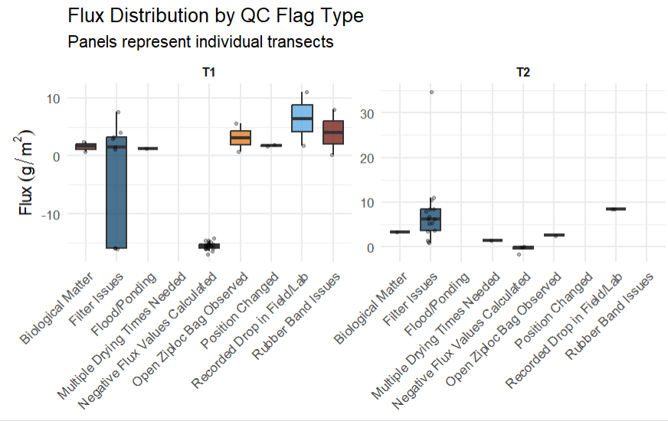 Flux Distribution by QC Flag Type
Panels represent individual transects
T1
T2
Flux (g/m²)
10
0
-10
30
20
10
0
Biological Matter
Filter Issues
Flood/Ponding
Multiple Drying Times Needed
Negative Flux Values Calculated
Open Ziploc Bag Observed
Position Changed
Recorded Drop in Field/Lab
Rubber Band Issues
Biological Matter
Filter Issues
Flood/Ponding
Multiple Drying Times Needed
Negative Flux Values Calculated
Open Ziploc Bag Observed
Position Changed
Recorded Drop in Field/Lab
Rubber Band Issues